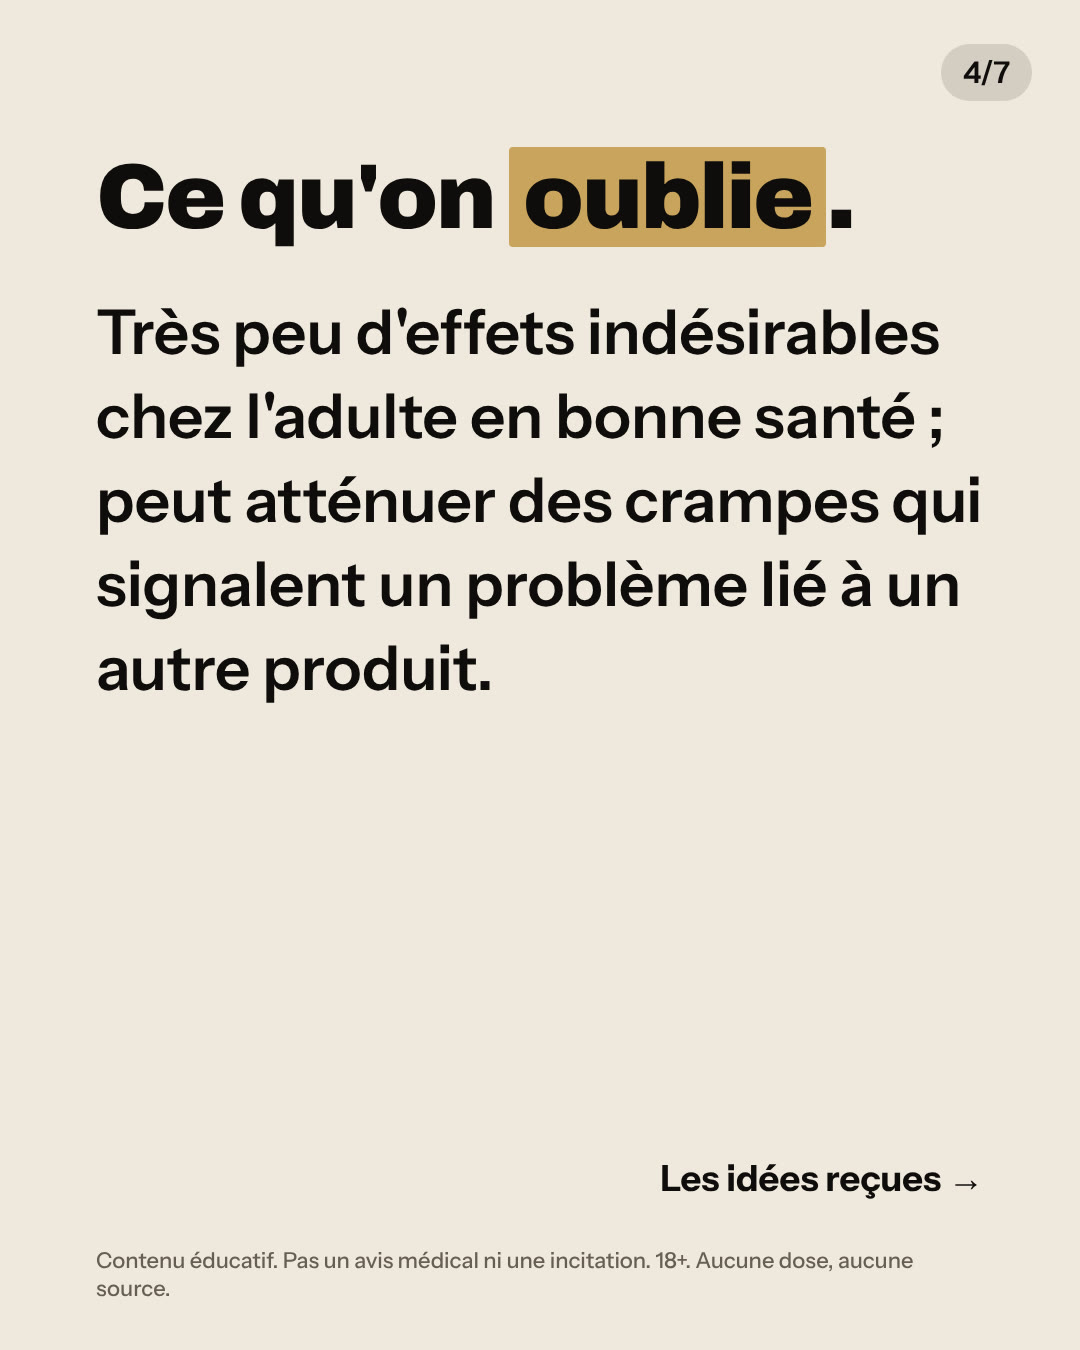 4/7
Ce qu'on oublie.
Très peu d'effets indésirables
chez l'adulte en bonne santé ;
peut atténuer des crampes qui
signalent un problème lié à un
autre produit.
Les idées reçues →
Contenu éducatif. Pas un avis médical ni une incitation. 18+. Aucune dose, aucune
source.